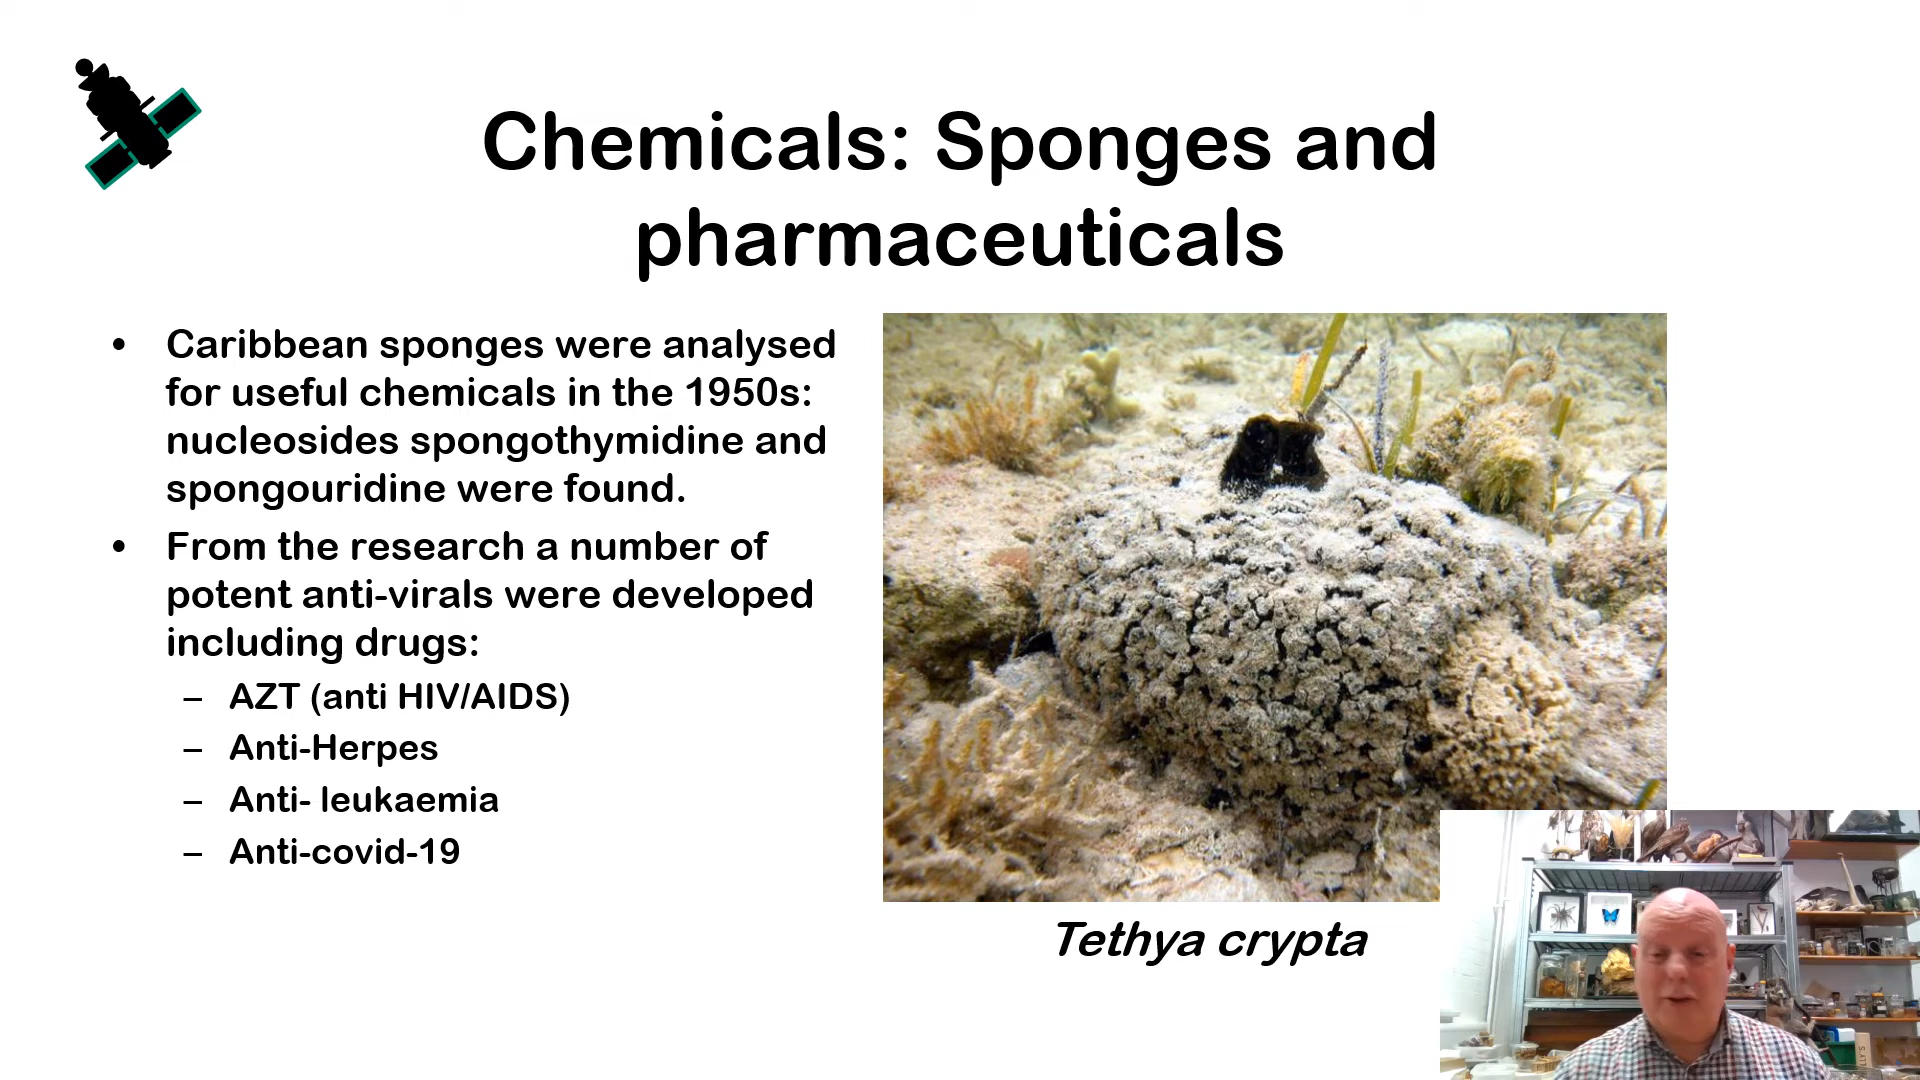 Chemicals: Sponges and
pharmaceuticals
• Caribbean sponges were analysed
for useful chemicals in the 1950s:
nucleosides spongothymidine and
spongouridine were found.
• From the research a number of
potent anti-virals were developed
including drugs:
– AZT (anti HIV/AIDS)
– Anti-Herpes
– Anti- leukaemia
– Anti-covid-19
Tethya crypta